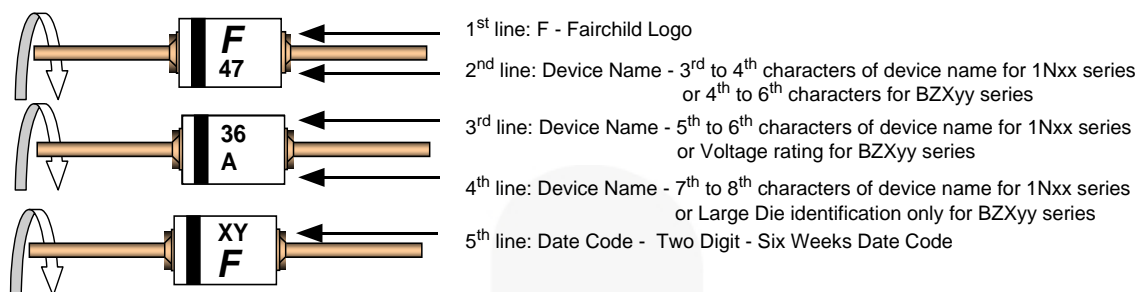 F
47
36
A
XY
F
1st line: F - Fairchild Logo
2nd line: Device Name - 3rd to 4th characters of device name for 1Nxx series
or 4th to 6th characters for BZXyy series
3rd line: Device Name - 5th to 6th characters of device name for 1Nxx series
or Voltage rating for BZXyy series
4th line: Device Name - 7th to 8th characters of device name for 1Nxx series
or Large Die identification only for BZXyy series
5th line: Date Code - Two Digit - Six Weeks Date Code